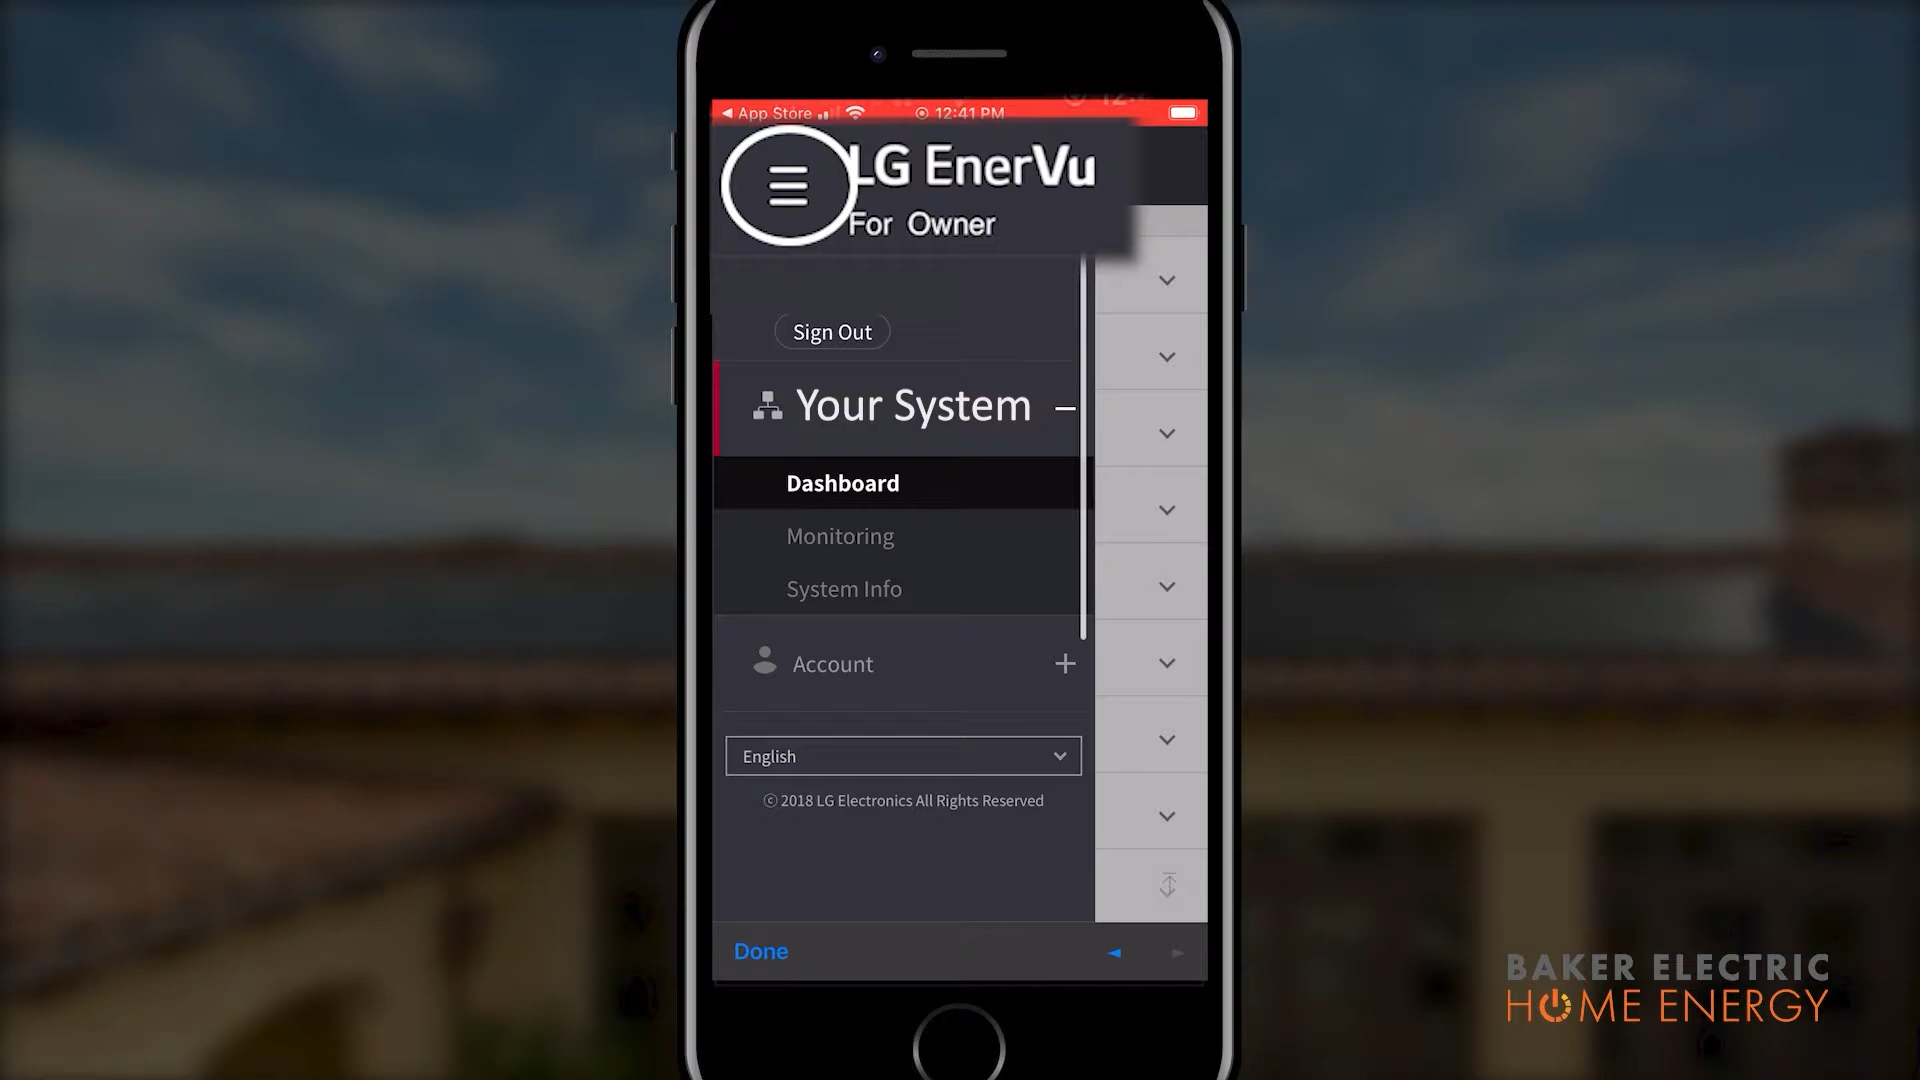 App Store
12:41 PM
LG EnerVu
For Owner
Sign Out
Your System
Dashboard
Monitoring
System Info
Account
English
ⓒ 2018 LG Electronics All Rights Reserved
Done
BAKER ELECTRIC
HOME ENERGY